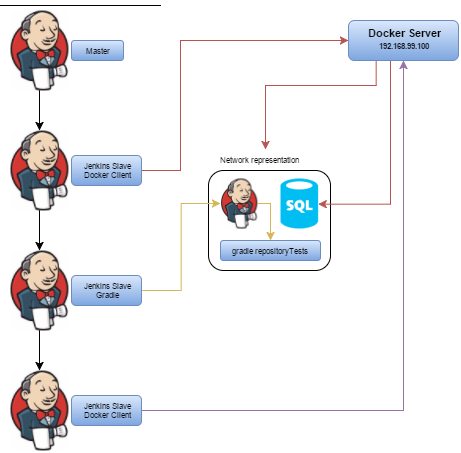 Docker Server
192.168.99.100
Master
Jenkins Slave
Docker Client
Network representation
SQL
gradle repositoryTests
Jenkins Slave
Gradle
Jenkins Slave
Docker Client